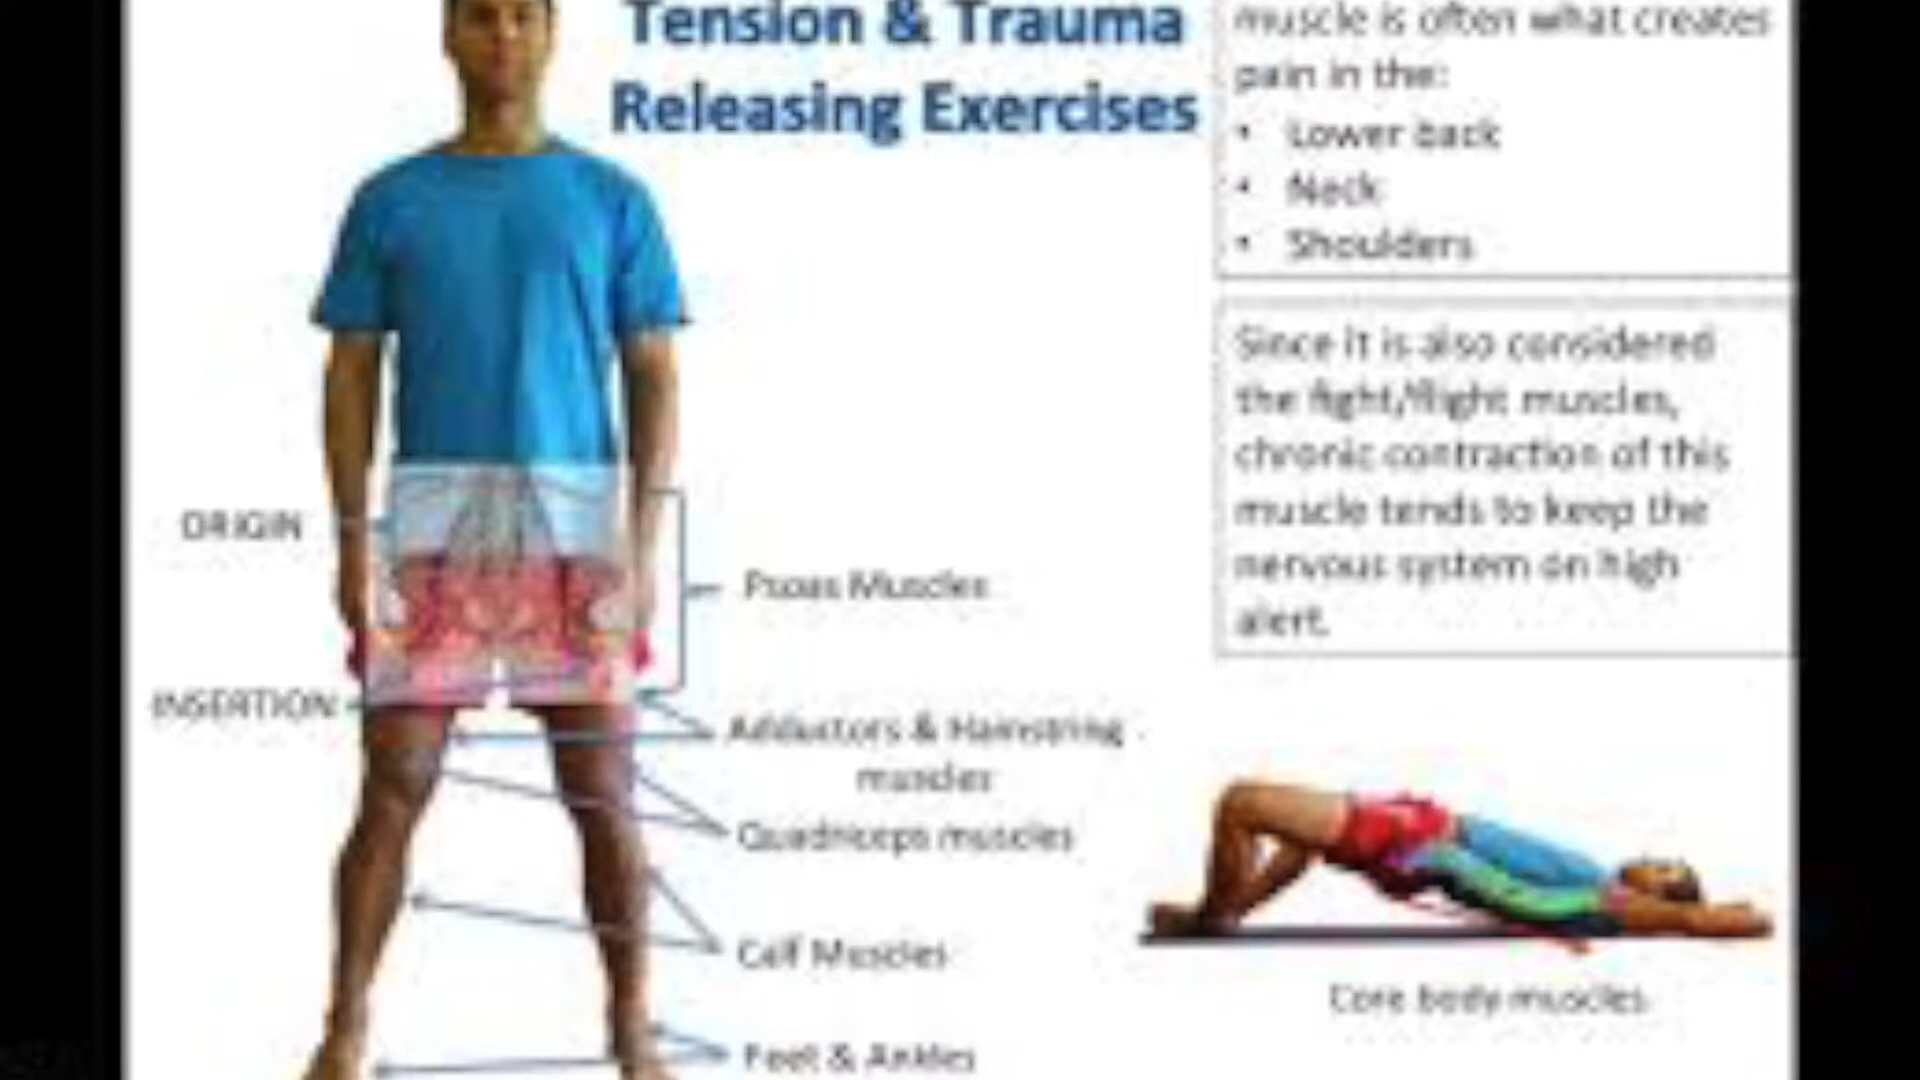 Tension & Trauma
Releasing Exercises
muscle is often what creates
pain in the:
• Lower back
• Neck
• Shoulders
Since it is also considered
the fight/flight muscles,
chronic contraction of this
muscle tends to keep the
nervous system on high
alert.
ORIGIN
Psoas Muscles
INSERTION
Adductors & Hamstring
muscles
Quadriceps muscles
Calf Muscles
Feet & Ankles
Core body muscles